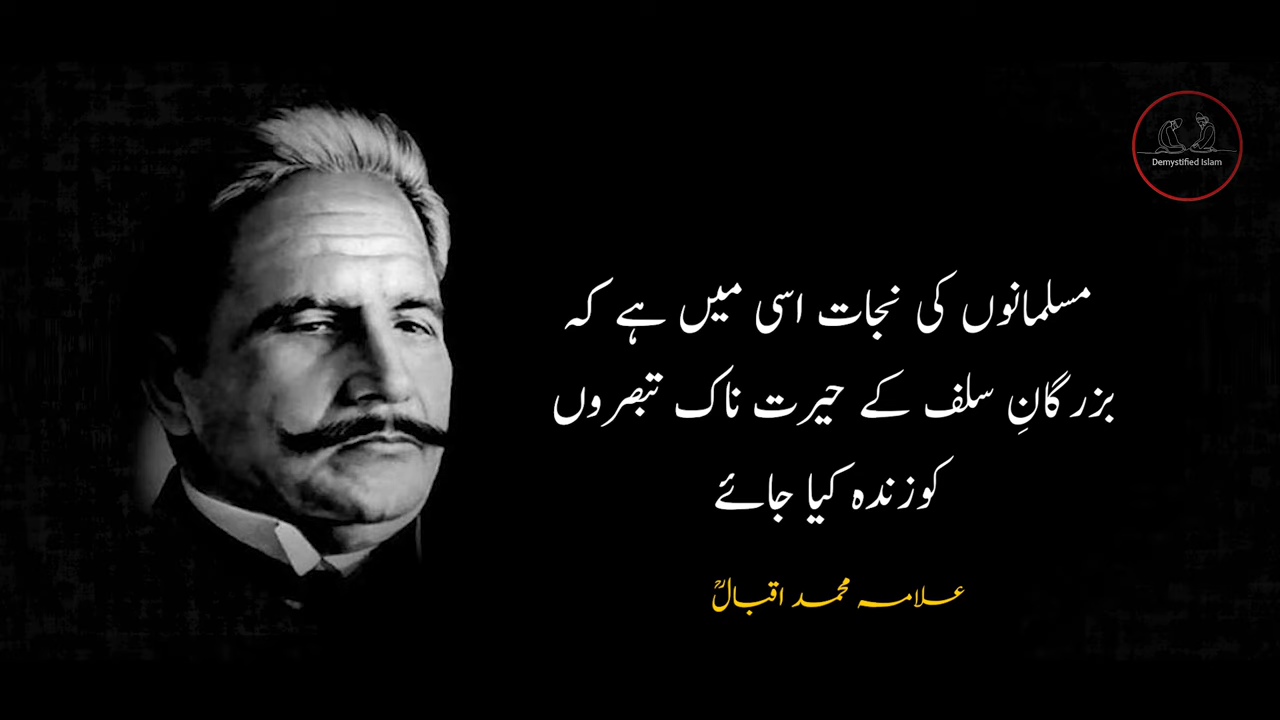 Demystified Islam
مسلمانوں کی نجات اسی میں ہے کہ
بزرگانِ سلف کے حیرت ناک تبصروں
کو زندہ کیا جائے
علامہ محمد اقبالؒ